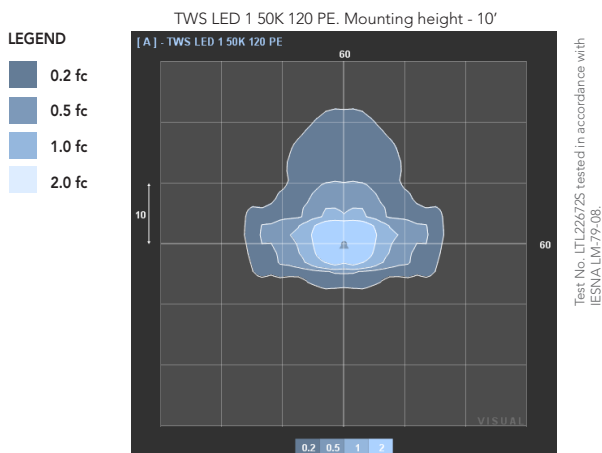 TWS LED 1 50K 120 PE. Mounting height - 10’
LEGEND
0.2 fc
0.5 fc
1.0 fc
2.0 fc
[ A ] - TWS LED 1 50K 120 PE
60
10
A
60
VISUAL
0.2 0.5 1 2
Test No. LTL22672S tested in accordance with
IESNA LM-79-08.